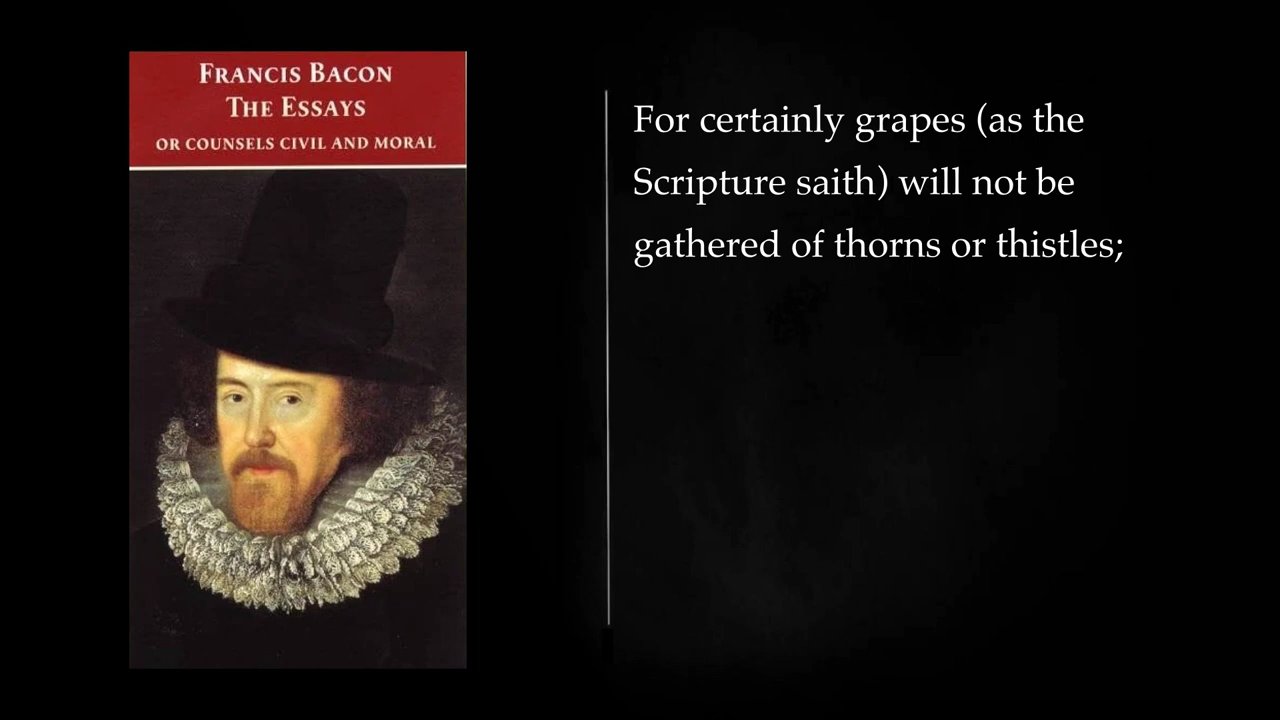 FRANCIS BACON
THE ESSAYS
OR COUNSELS CIVIL AND MORAL
For certainly grapes (as the
Scripture saith) will not be
gathered of thorns or thistles;